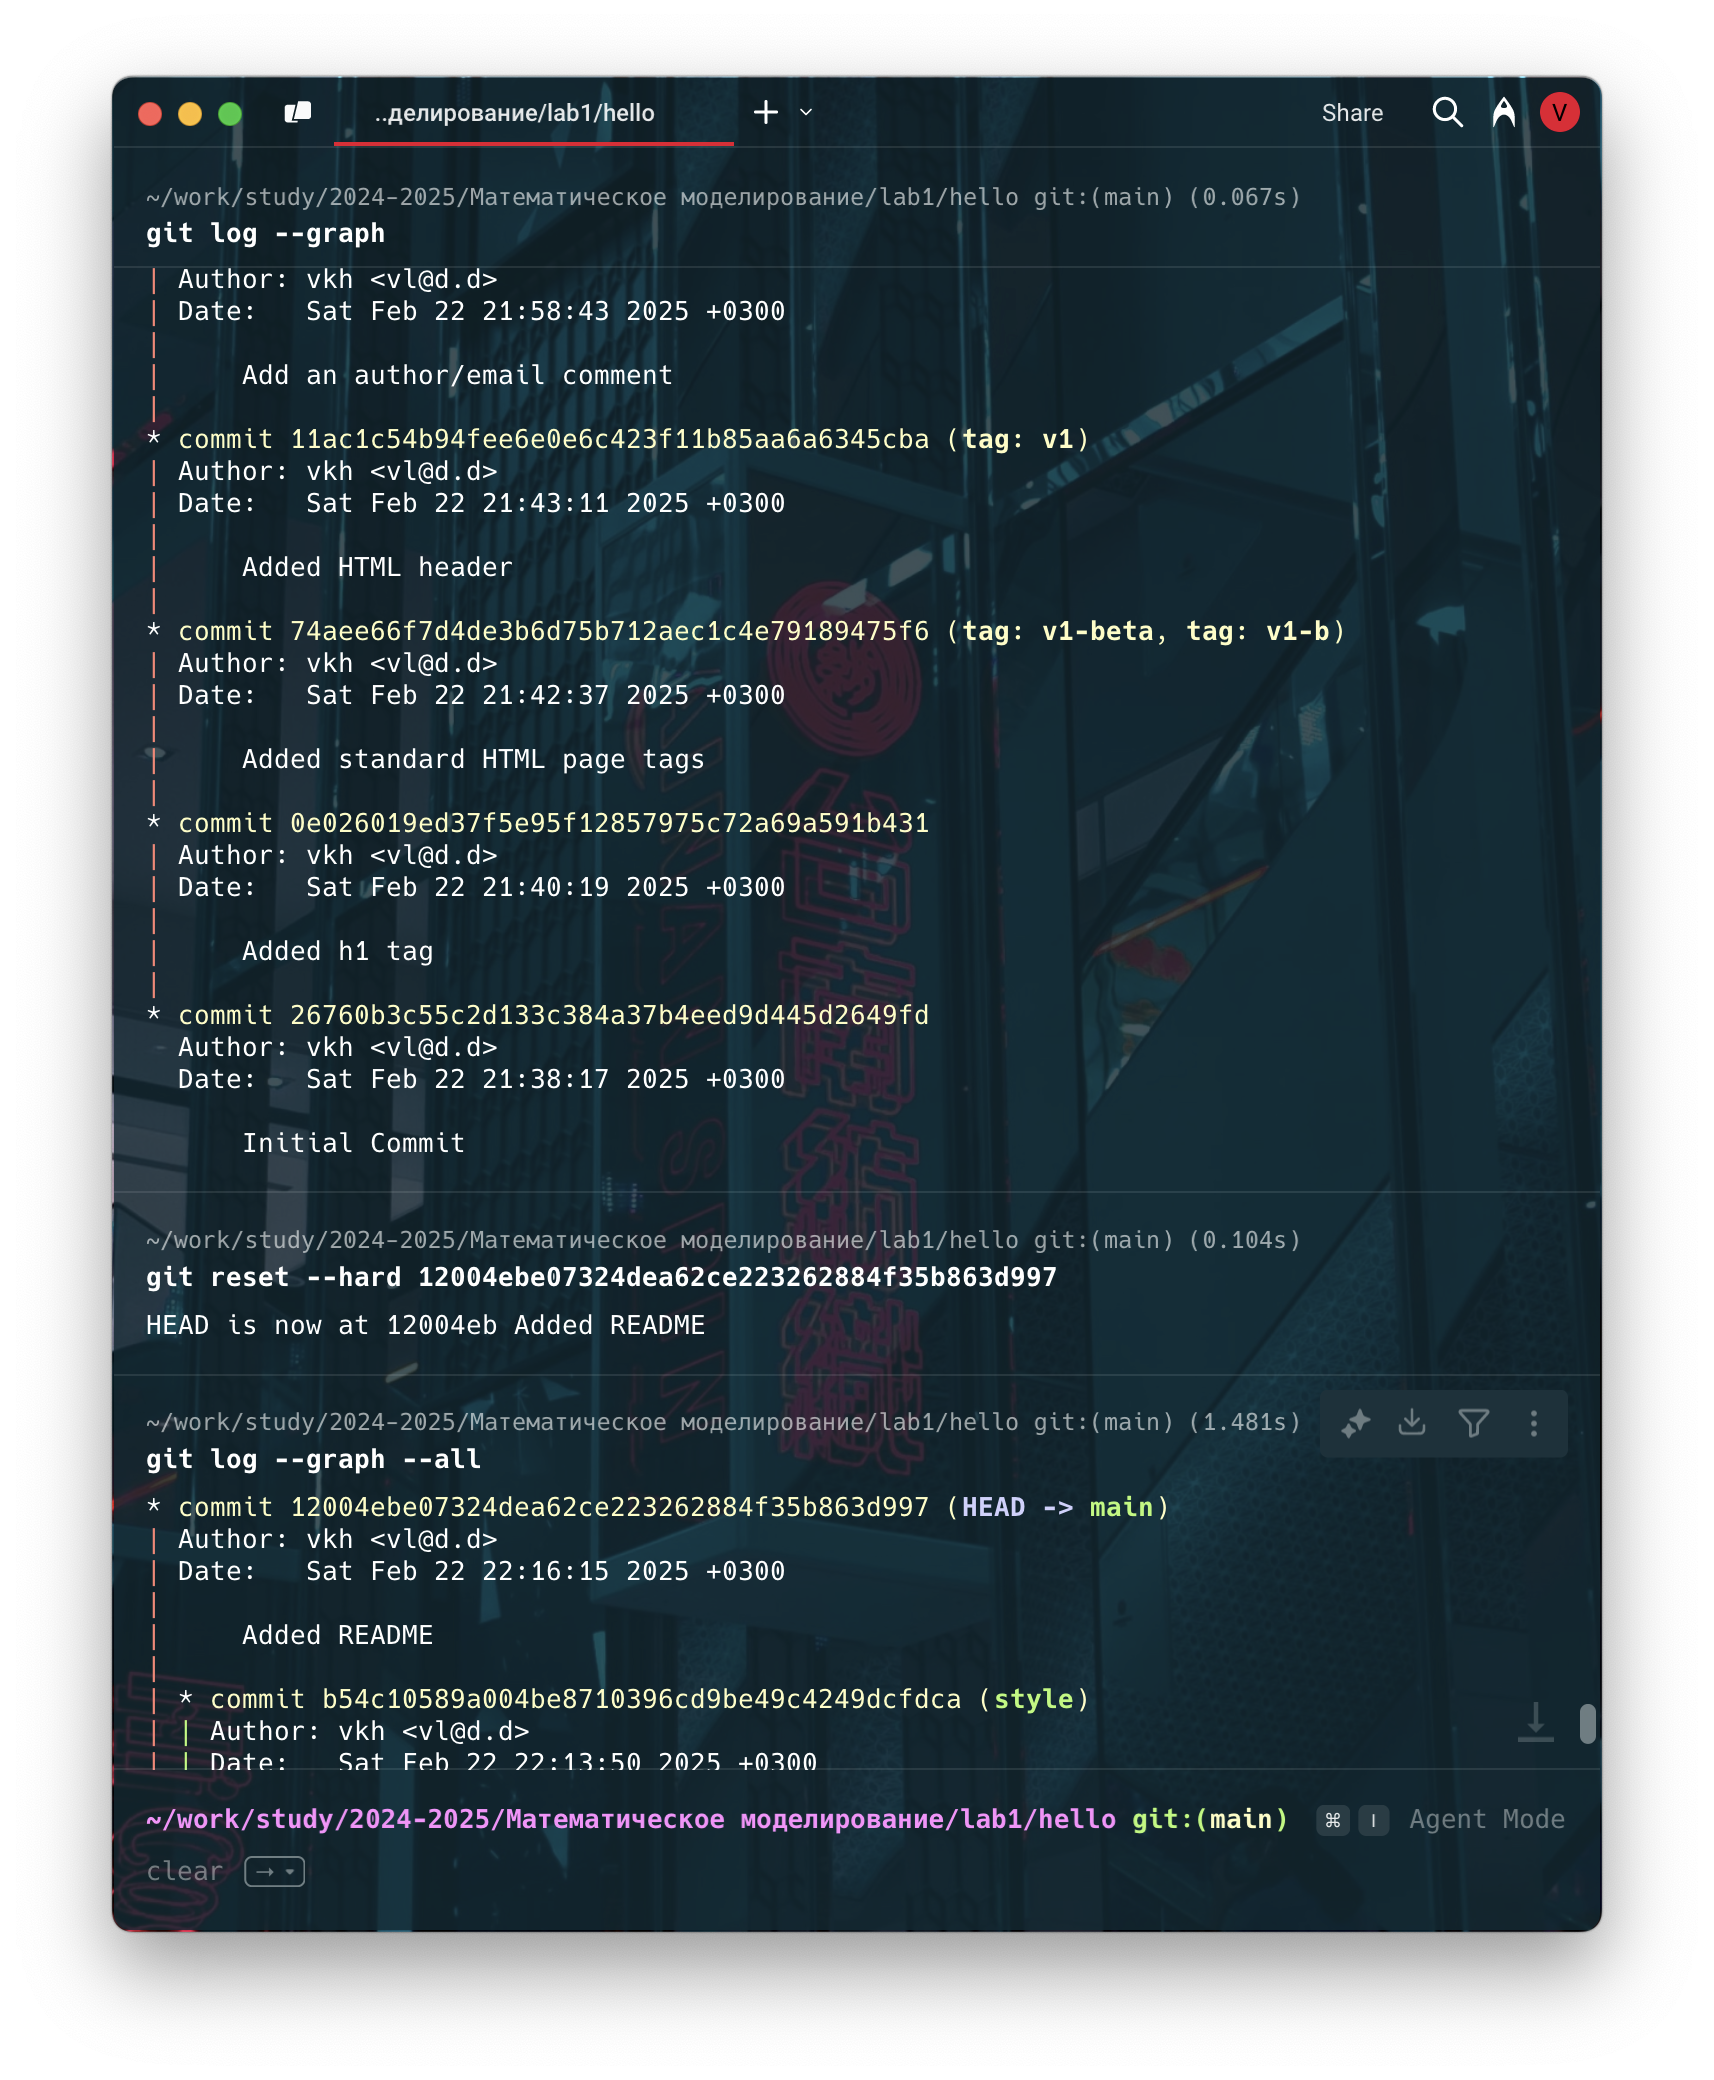 ..делирование/lab1/hello
Share
V
~/work/study/2024-2025/Математическое моделирование/lab1/hello git:(main) (0.067s)
git log --graph
| Author: vkh <vl@d.d>
| Date:   Sat Feb 22 21:58:43 2025 +0300
|
|     Add an author/email comment
|
* commit 11ac1c54b94fee6e0e6c423f11b85aa6a6345cba (tag: v1)
| Author: vkh <vl@d.d>
| Date:   Sat Feb 22 21:43:11 2025 +0300
|
|     Added HTML header
|
* commit 74aee66f7d4de3b6d75b712aec1c4e79189475f6 (tag: v1-beta, tag: v1-b)
| Author: vkh <vl@d.d>
| Date:   Sat Feb 22 21:42:37 2025 +0300
|
|     Added standard HTML page tags
|
* commit 0e026019ed37f5e95f12857975c72a69a591b431
| Author: vkh <vl@d.d>
| Date:   Sat Feb 22 21:40:19 2025 +0300
|
|     Added h1 tag
|
* commit 26760b3c55c2d133c384a37b4eed9d445d2649fd
  Author: vkh <vl@d.d>
  Date:   Sat Feb 22 21:38:17 2025 +0300
      Initial Commit
~/work/study/2024-2025/Математическое моделирование/lab1/hello git:(main) (0.104s)
git reset --hard 12004ebe07324dea62ce223262884f35b863d997
HEAD is now at 12004eb Added README
~/work/study/2024-2025/Математическое моделирование/lab1/hello git:(main) (1.481s)
git log --graph --all
* commit 12004ebe07324dea62ce223262884f35b863d997 (HEAD -> main)
| Author: vkh <vl@d.d>
| Date:   Sat Feb 22 22:16:15 2025 +0300
|
|     Added README
|
| * commit b54c10589a004be8710396cd9be49c4249dcfdca (style)
| | Author: vkh <vl@d.d>
| | Date:   Sat Feb 22 22:13:50 2025 +0300
~/work/study/2024-2025/Математическое моделирование/lab1/hello git:(main) ⌘ I Agent Mode
clear →